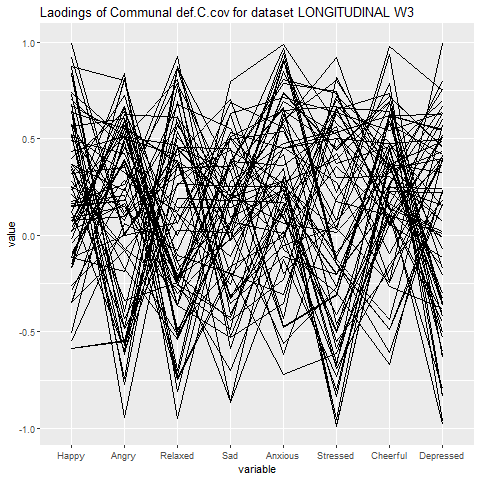 Laodings of Communal def.C.cov for dataset LONGITUDINAL W3
1.0
0.5
value
0.0
-0.5
-1.0
Happy Angry Relaxed Sad Anxious Stressed Cheerful Depressed
variable